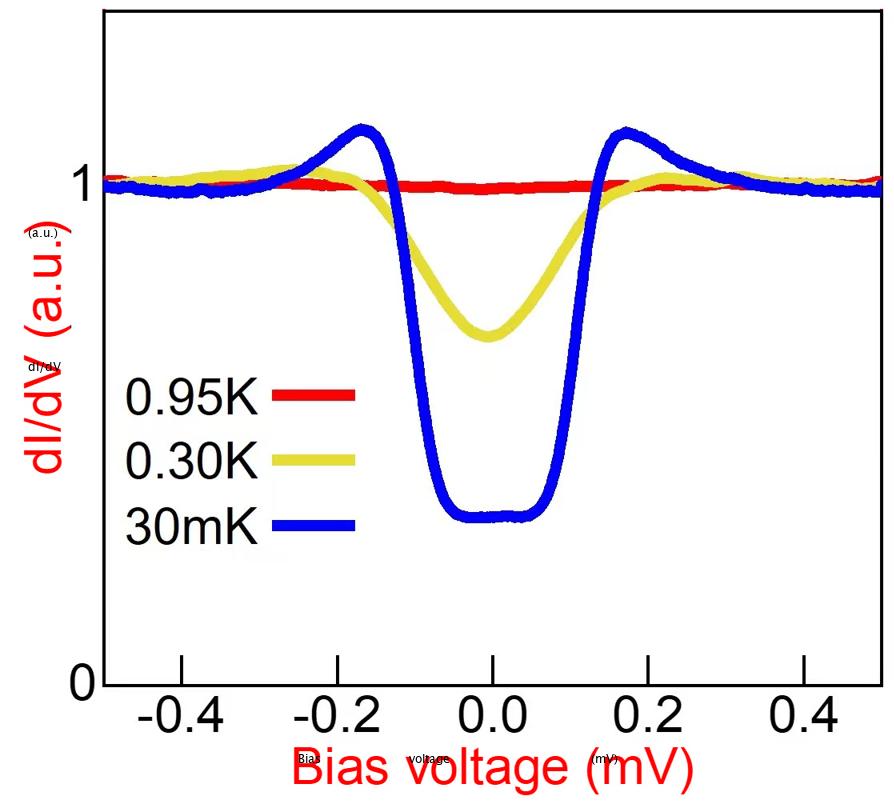 1
(a.u.)
dI/dV (a.u.)
dI/dV
0.95K
0.30K
30mK
0
-0.4 -0.2 0.0 0.2 0.4
Bias voltage (mV)
Bias voltage (mV)